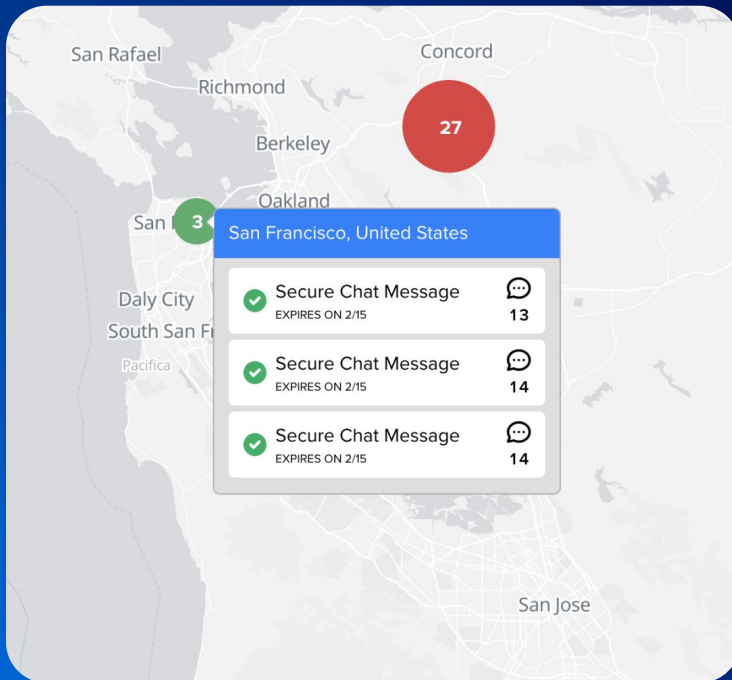 San Rafael
Concord
Richmond
27
Berkeley
Oakland
San
3
San Francisco, United States
Secure Chat Message
EXPIRES ON 2/15
13
Daly City
South San Fr
Secure Chat Message
EXPIRES ON 2/15
14
Pacifica
Secure Chat Message
EXPIRES ON 2/15
14
San Jose